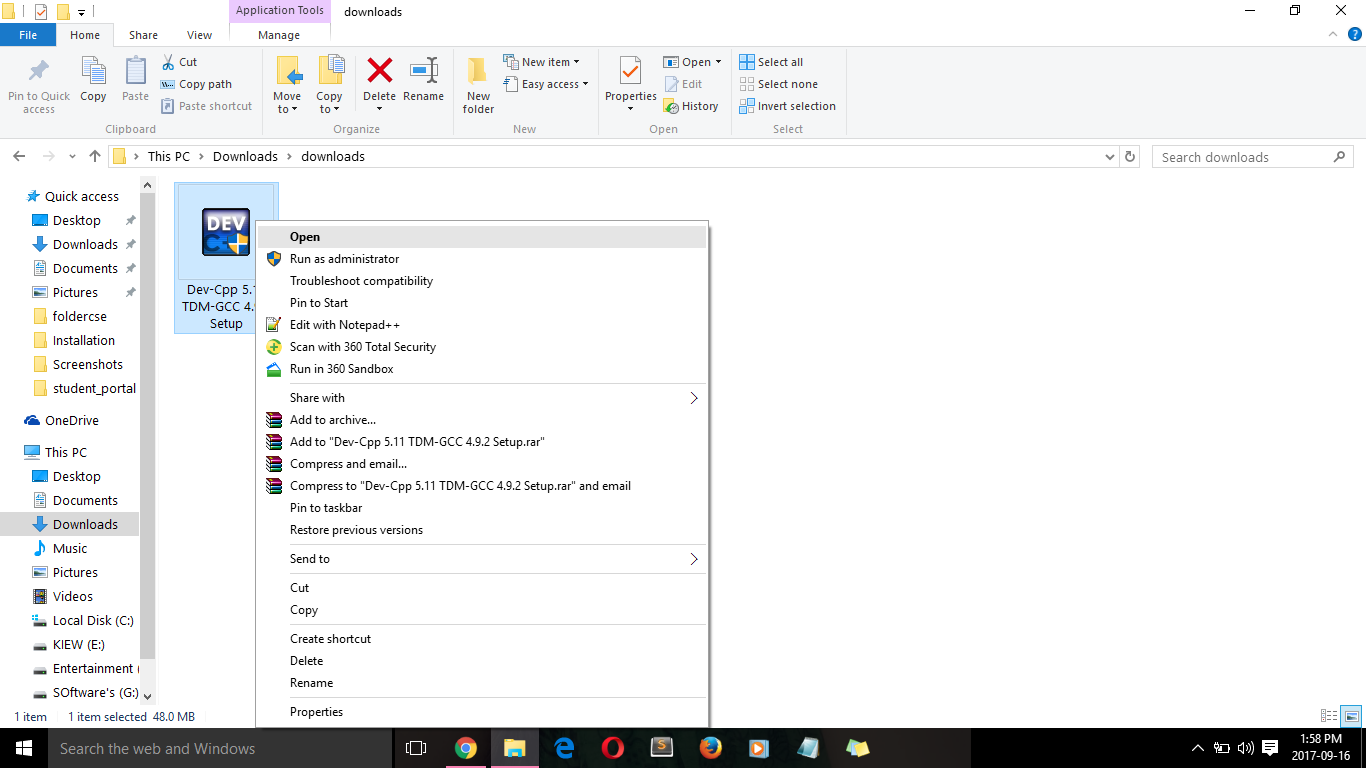 Application Tools
downloads
File
Home
Share
View
Manage
Pin to Quick access
Copy
Paste
Cut
Copy path
Paste shortcut
Clipboard
Move to
Copy to
Delete
Rename
Organize
New folder
New item
Easy access
New
Properties
Open
Edit
History
Open
Select all
Select none
Invert selection
Select
This PC
Downloads
downloads
Search downloads
Quick access
Desktop
Downloads
Documents
Pictures
foldercse
Installation
Screenshots
student_portal
OneDrive
This PC
Desktop
Documents
Downloads
Music
Pictures
Videos
Local Disk (C:)
KIEW (E:)
Entertainment (
SOftware's (G:)
DEV
Dev-Cpp 5.1
TDM-GCC 4.9
Setup
Open
Run as administrator
Troubleshoot compatibility
Pin to Start
Edit with Notepad++
Scan with 360 Total Security
Run in 360 Sandbox
Share with
Add to archive...
Add to "Dev-Cpp 5.11 TDM-GCC 4.9.2 Setup.rar"
Compress and email...
Compress to "Dev-Cpp 5.11 TDM-GCC 4.9.2 Setup.rar" and email
Pin to taskbar
Restore previous versions
Send to
Cut
Copy
Create shortcut
Delete
Rename
Properties
1 item
1 item selected 48.0 MB
Search the web and Windows
1:58 PM
2017-09-16